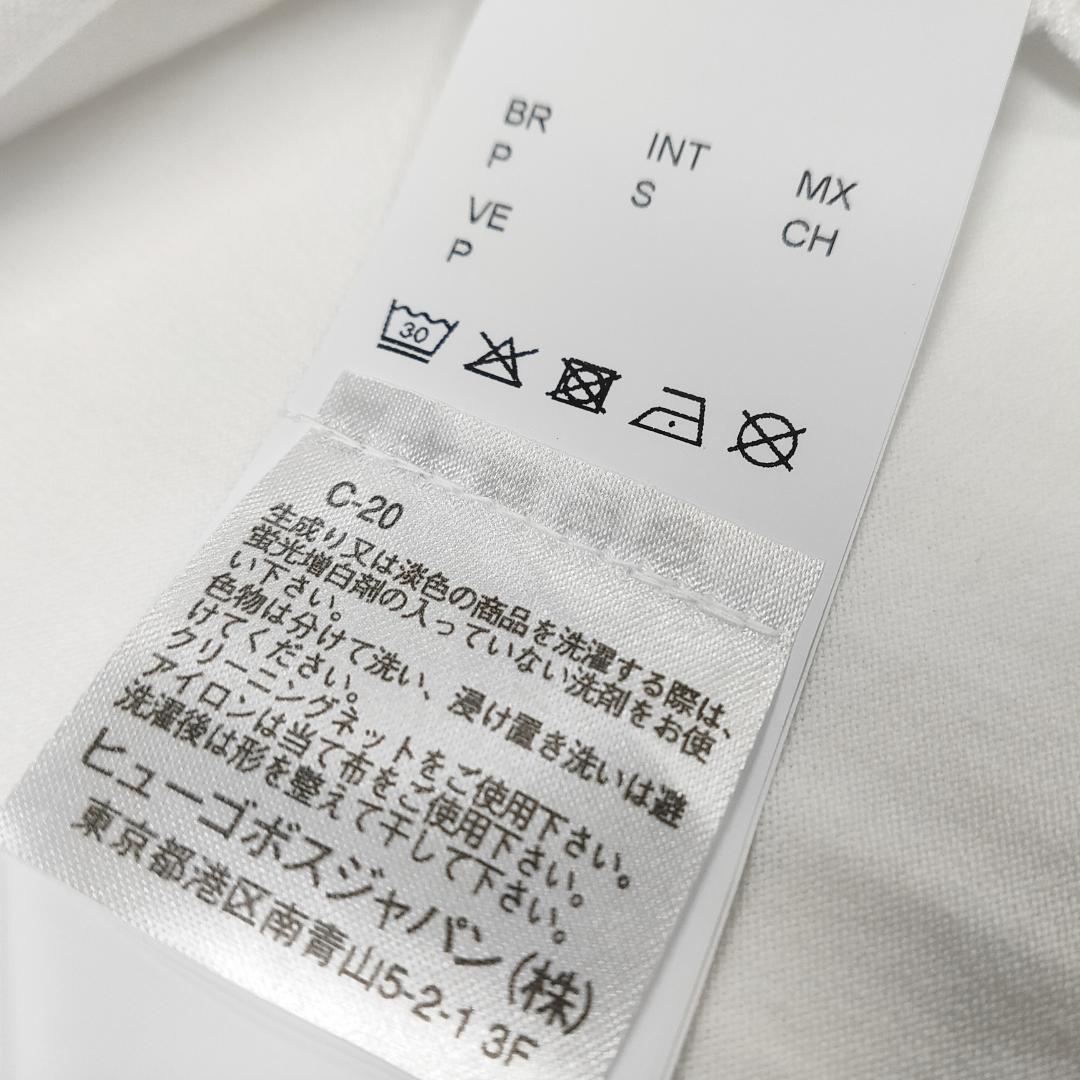 BR INT MX
P S CH
VE
P
30
C-20
生成り又は淡色の商品を洗濯する際は、
蛍光増白剤の入っていない洗剤をお使
い下さい。
色物は分けて洗い、浸け置き洗いは避
けてください。
クリーニングネットをご使用下さい。
アイロンは当て布をご使用下さい。
洗濯後は形を整えて干して下さい。
ヒューゴボスジャパン(株)
東京都港区南青山5-2-1 3F